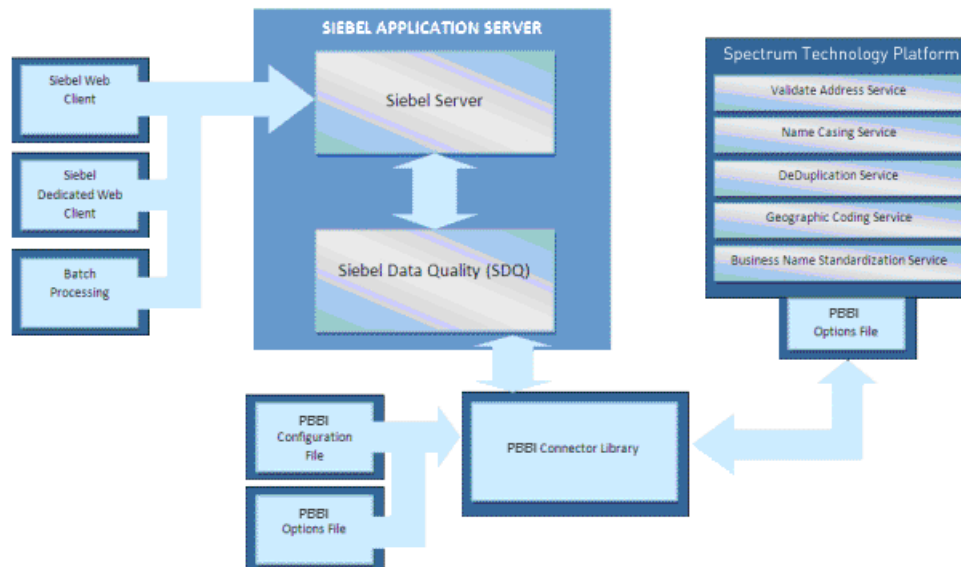 SIEBEL APPLICATION SERVER
Siebel Web
Client
Siebel
Dedicated Web
Client
Batch
Processing
Siebel Server
Siebel Data Quality (SDQ)
Spectrum Technology Platform
Validate Address Service
Name Casing Service
DeDuplication Service
Geographic Coding Service
Business Name Standardization Service
PBBI
Options File
PBBI
Configuration
File
PBBI
Options File
PBBI Connector Library